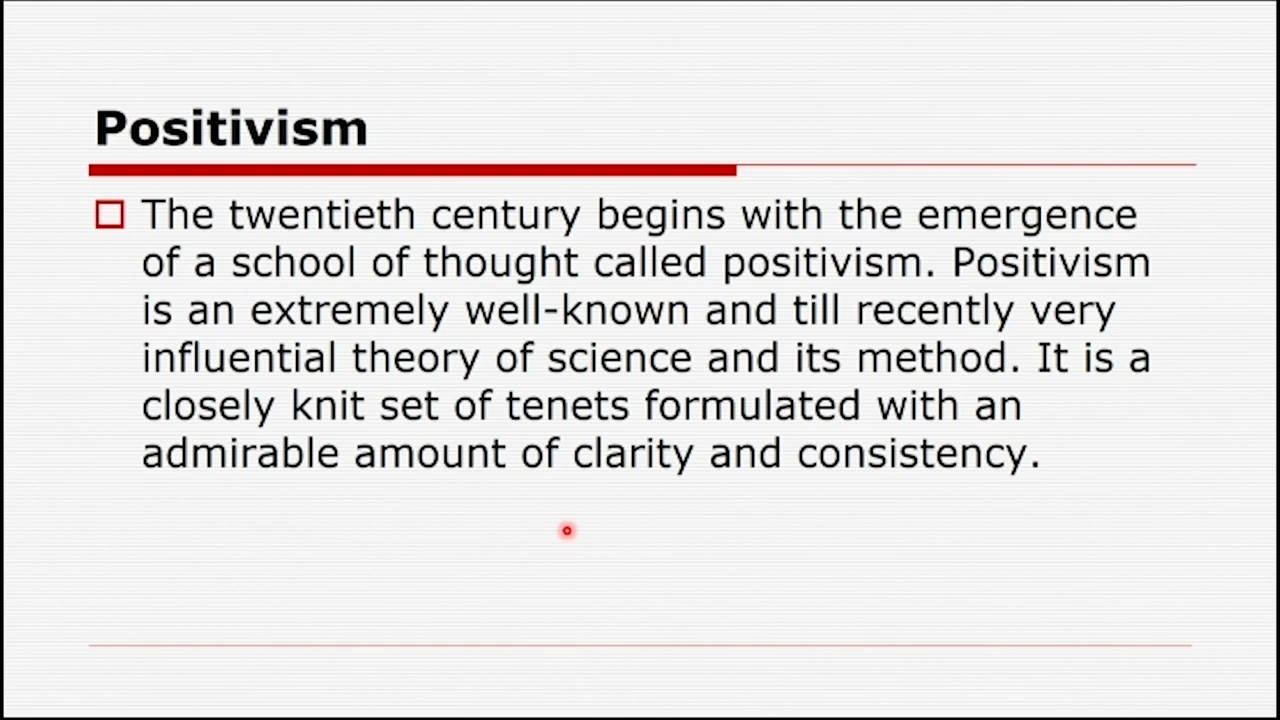 Positivism
The twentieth century begins with the emergence
of a school of thought called positivism. Positivism
is an extremely well-known and till recently very
influential theory of science and its method. It is a
closely knit set of tenets formulated with an
admirable amount of clarity and consistency.